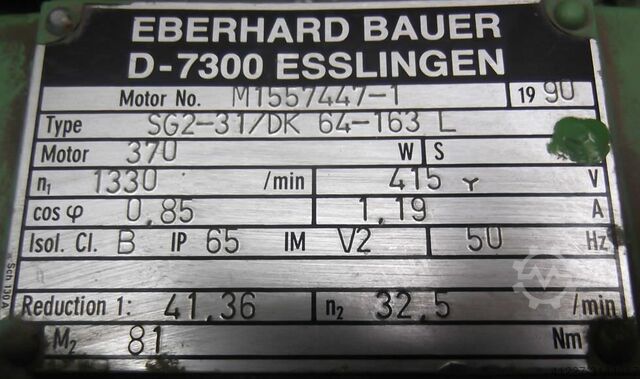 EBERHARD BAUER
D-7300 ESSLINGEN
Motor No. M1557447-1 19 90
Type SG2-31/DK 64-163 L
Motor 370 W S
n1 1330 /min 415 Y V
cos φ 0,85 1,19 A
Isol. Cl. B IP 65 IM V2 50 Hz
Reduction 1: 41,36 n2 32,5 /min
M2 81 Nm
Sch 130A